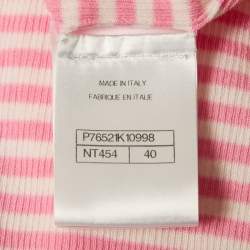 MADE IN ITALY
FABRIQUE EN ITALIE
P76521K10998
NT454 40